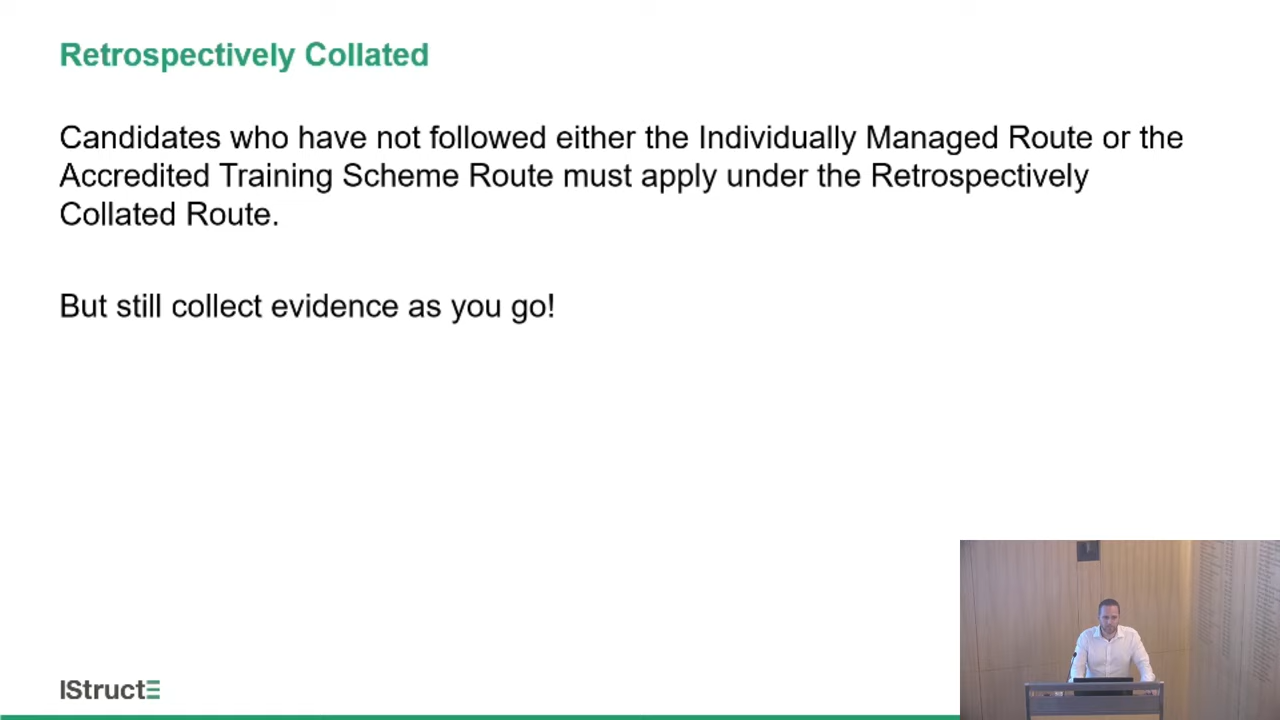 Retrospectively Collated
Candidates who have not followed either the Individually Managed Route or the
Accredited Training Scheme Route must apply under the Retrospectively
Collated Route.
But still collect evidence as you go!
IStructE